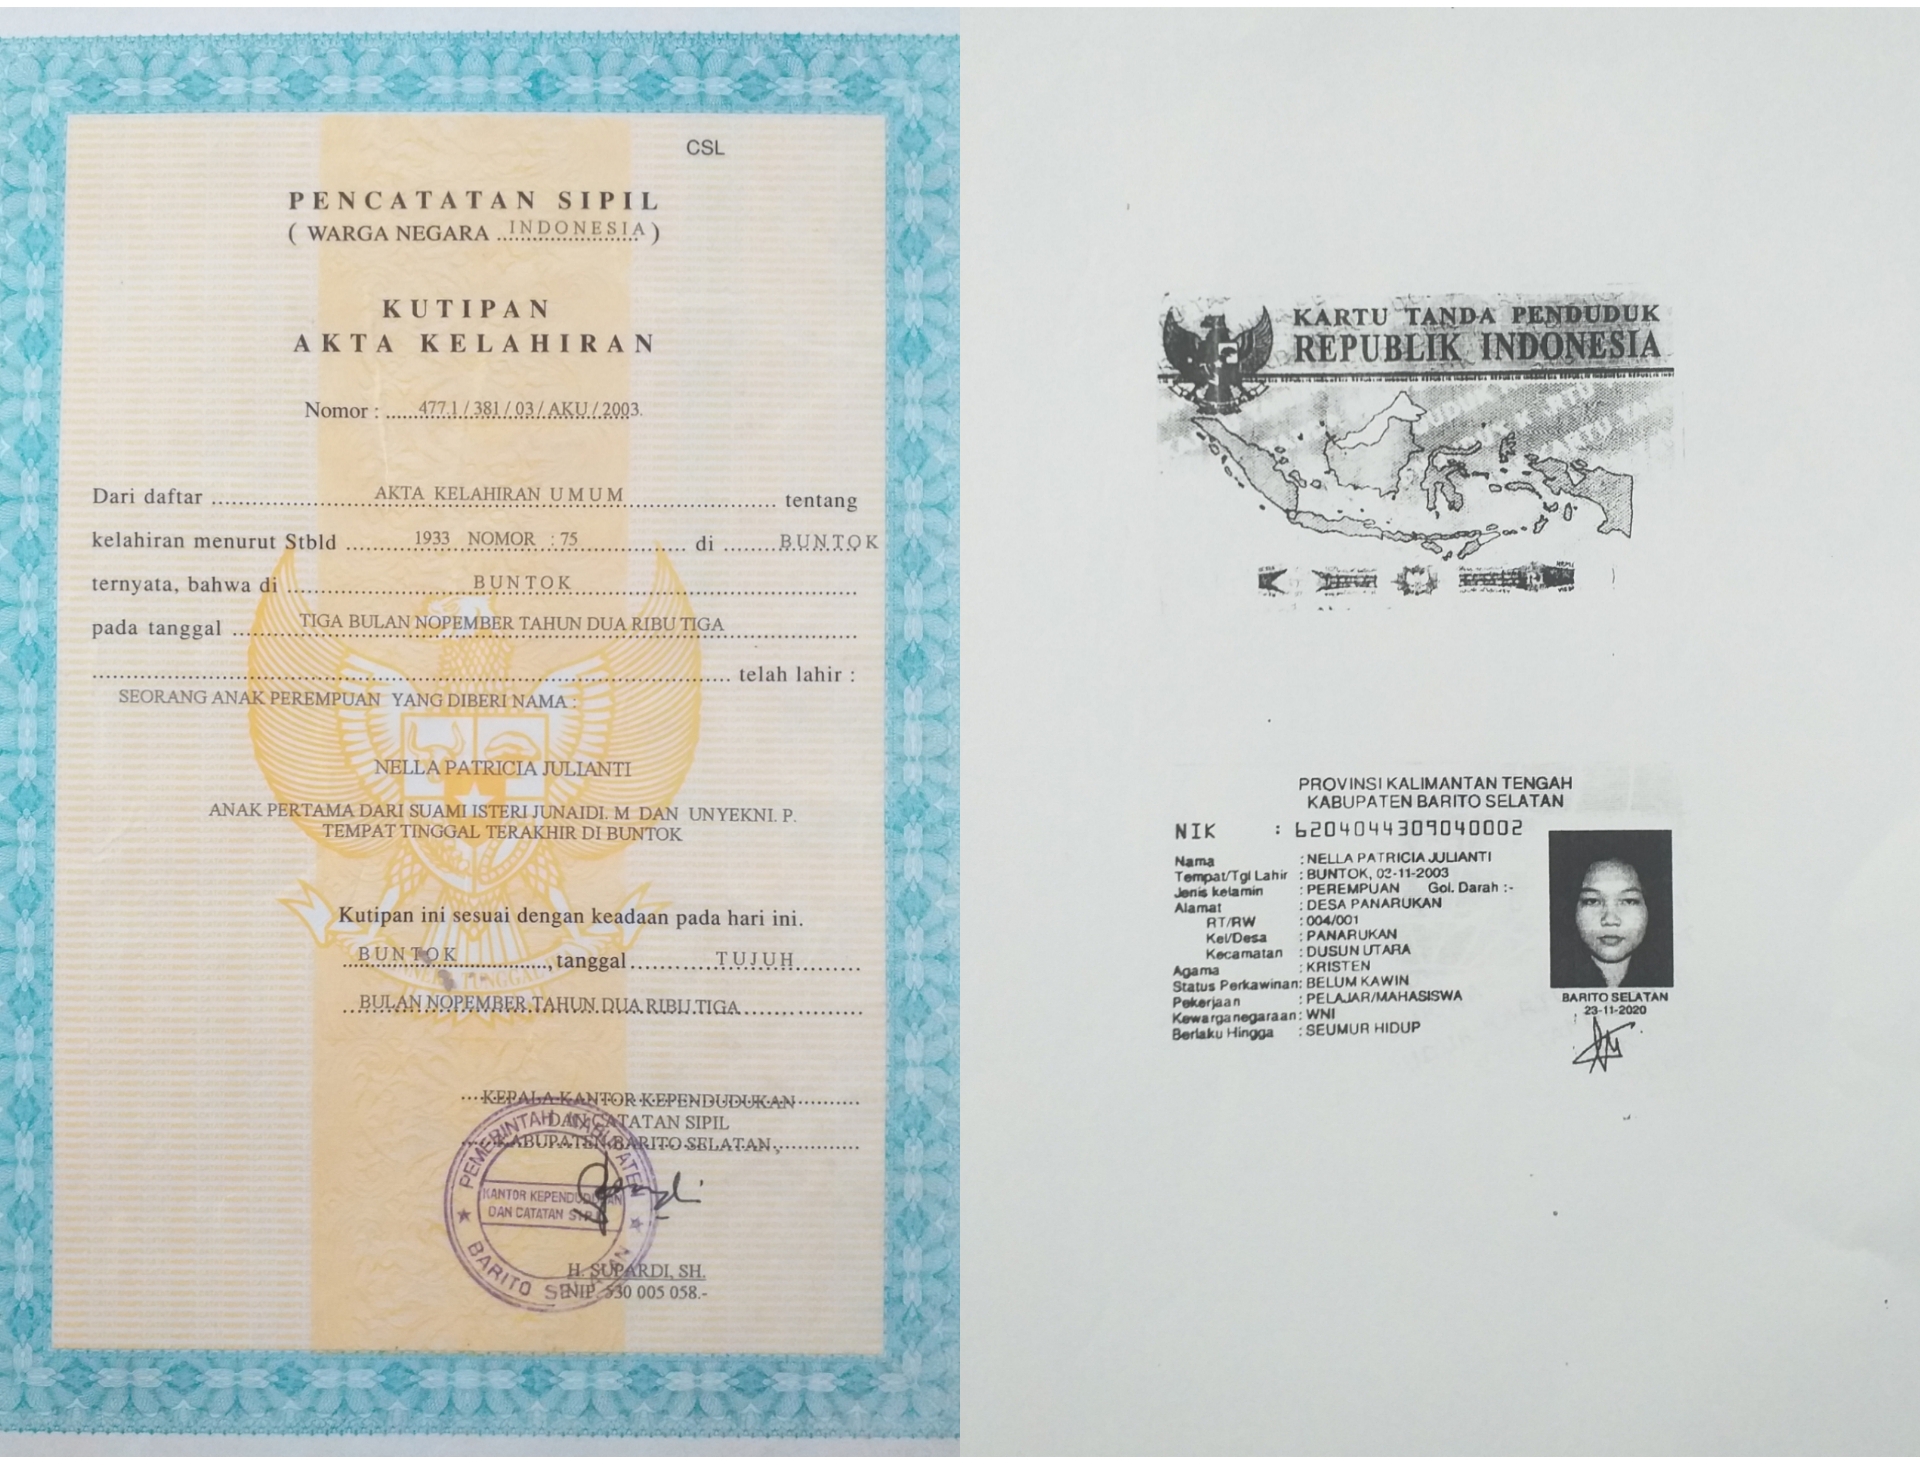 CSL
PENCATATAN SIPIL
( WARGA NEGARA INDONESIA )
KUTIPAN
AKTA KELAHIRAN
Nomor : 477.1 / 381 / 03 / AKU / 2003.
Dari daftar AKTA KELAHIRAN UMUM tentang
kelahiran menurut Stbld 1933 NOMOR : 75 di BUNTOK
ternyata, bahwa di BUNTOK
pada tanggal TIGA BULAN NOPEMBER TAHUN DUA RIBU TIGA
telah lahir :
SEORANG ANAK PEREMPUAN YANG DIBERI NAMA :
NELLA PATRICIA JULIANTI
ANAK PERTAMA DARI SUAMI ISTERI JUNAIDI. M DAN UNYEKNI. P.
TEMPAT TINGGAL TERAKHIR DI BUNTOK
Kutipan ini sesuai dengan keadaan pada hari ini.
BUNTOK, tanggal TUJUH
BULAN NOPEMBER TAHUN DUA RIBU TIGA
KEPALA KANTOR KEPENDUDUKAN
DAN CATATAN SIPIL
KABUPATEN BARITO SELATAN,
PEMERINTAH KABUPATEN
KANTOR KEPENDUDUKAN
DAN CATATAN SIPIL
BARITO SELATAN
H. SUPARDI, SH.
NIP. 530 005 058.-
KARTU TANDA PENDUDUK
REPUBLIK INDONESIA
PROVINSI KALIMANTAN TENGAH
KABUPATEN BARITO SELATAN
NIK : 6204044309040002
Nama : NELLA PATRICIA JULIANTI
Tempat/Tgl Lahir : BUNTOK, 03-11-2003
Jenis kelamin : PEREMPUAN Gol. Darah :-
Alamat : DESA PANARUKAN
RT/RW : 004/001
Kel/Desa : PANARUKAN
Kecamatan : DUSUN UTARA
Agama : KRISTEN
Status Perkawinan: BELUM KAWIN
Pekerjaan : PELAJAR/MAHASISWA
Kewarganegaraan: WNI
Berlaku Hingga : SEUMUR HIDUP
BARITO SELATAN
23-11-2020